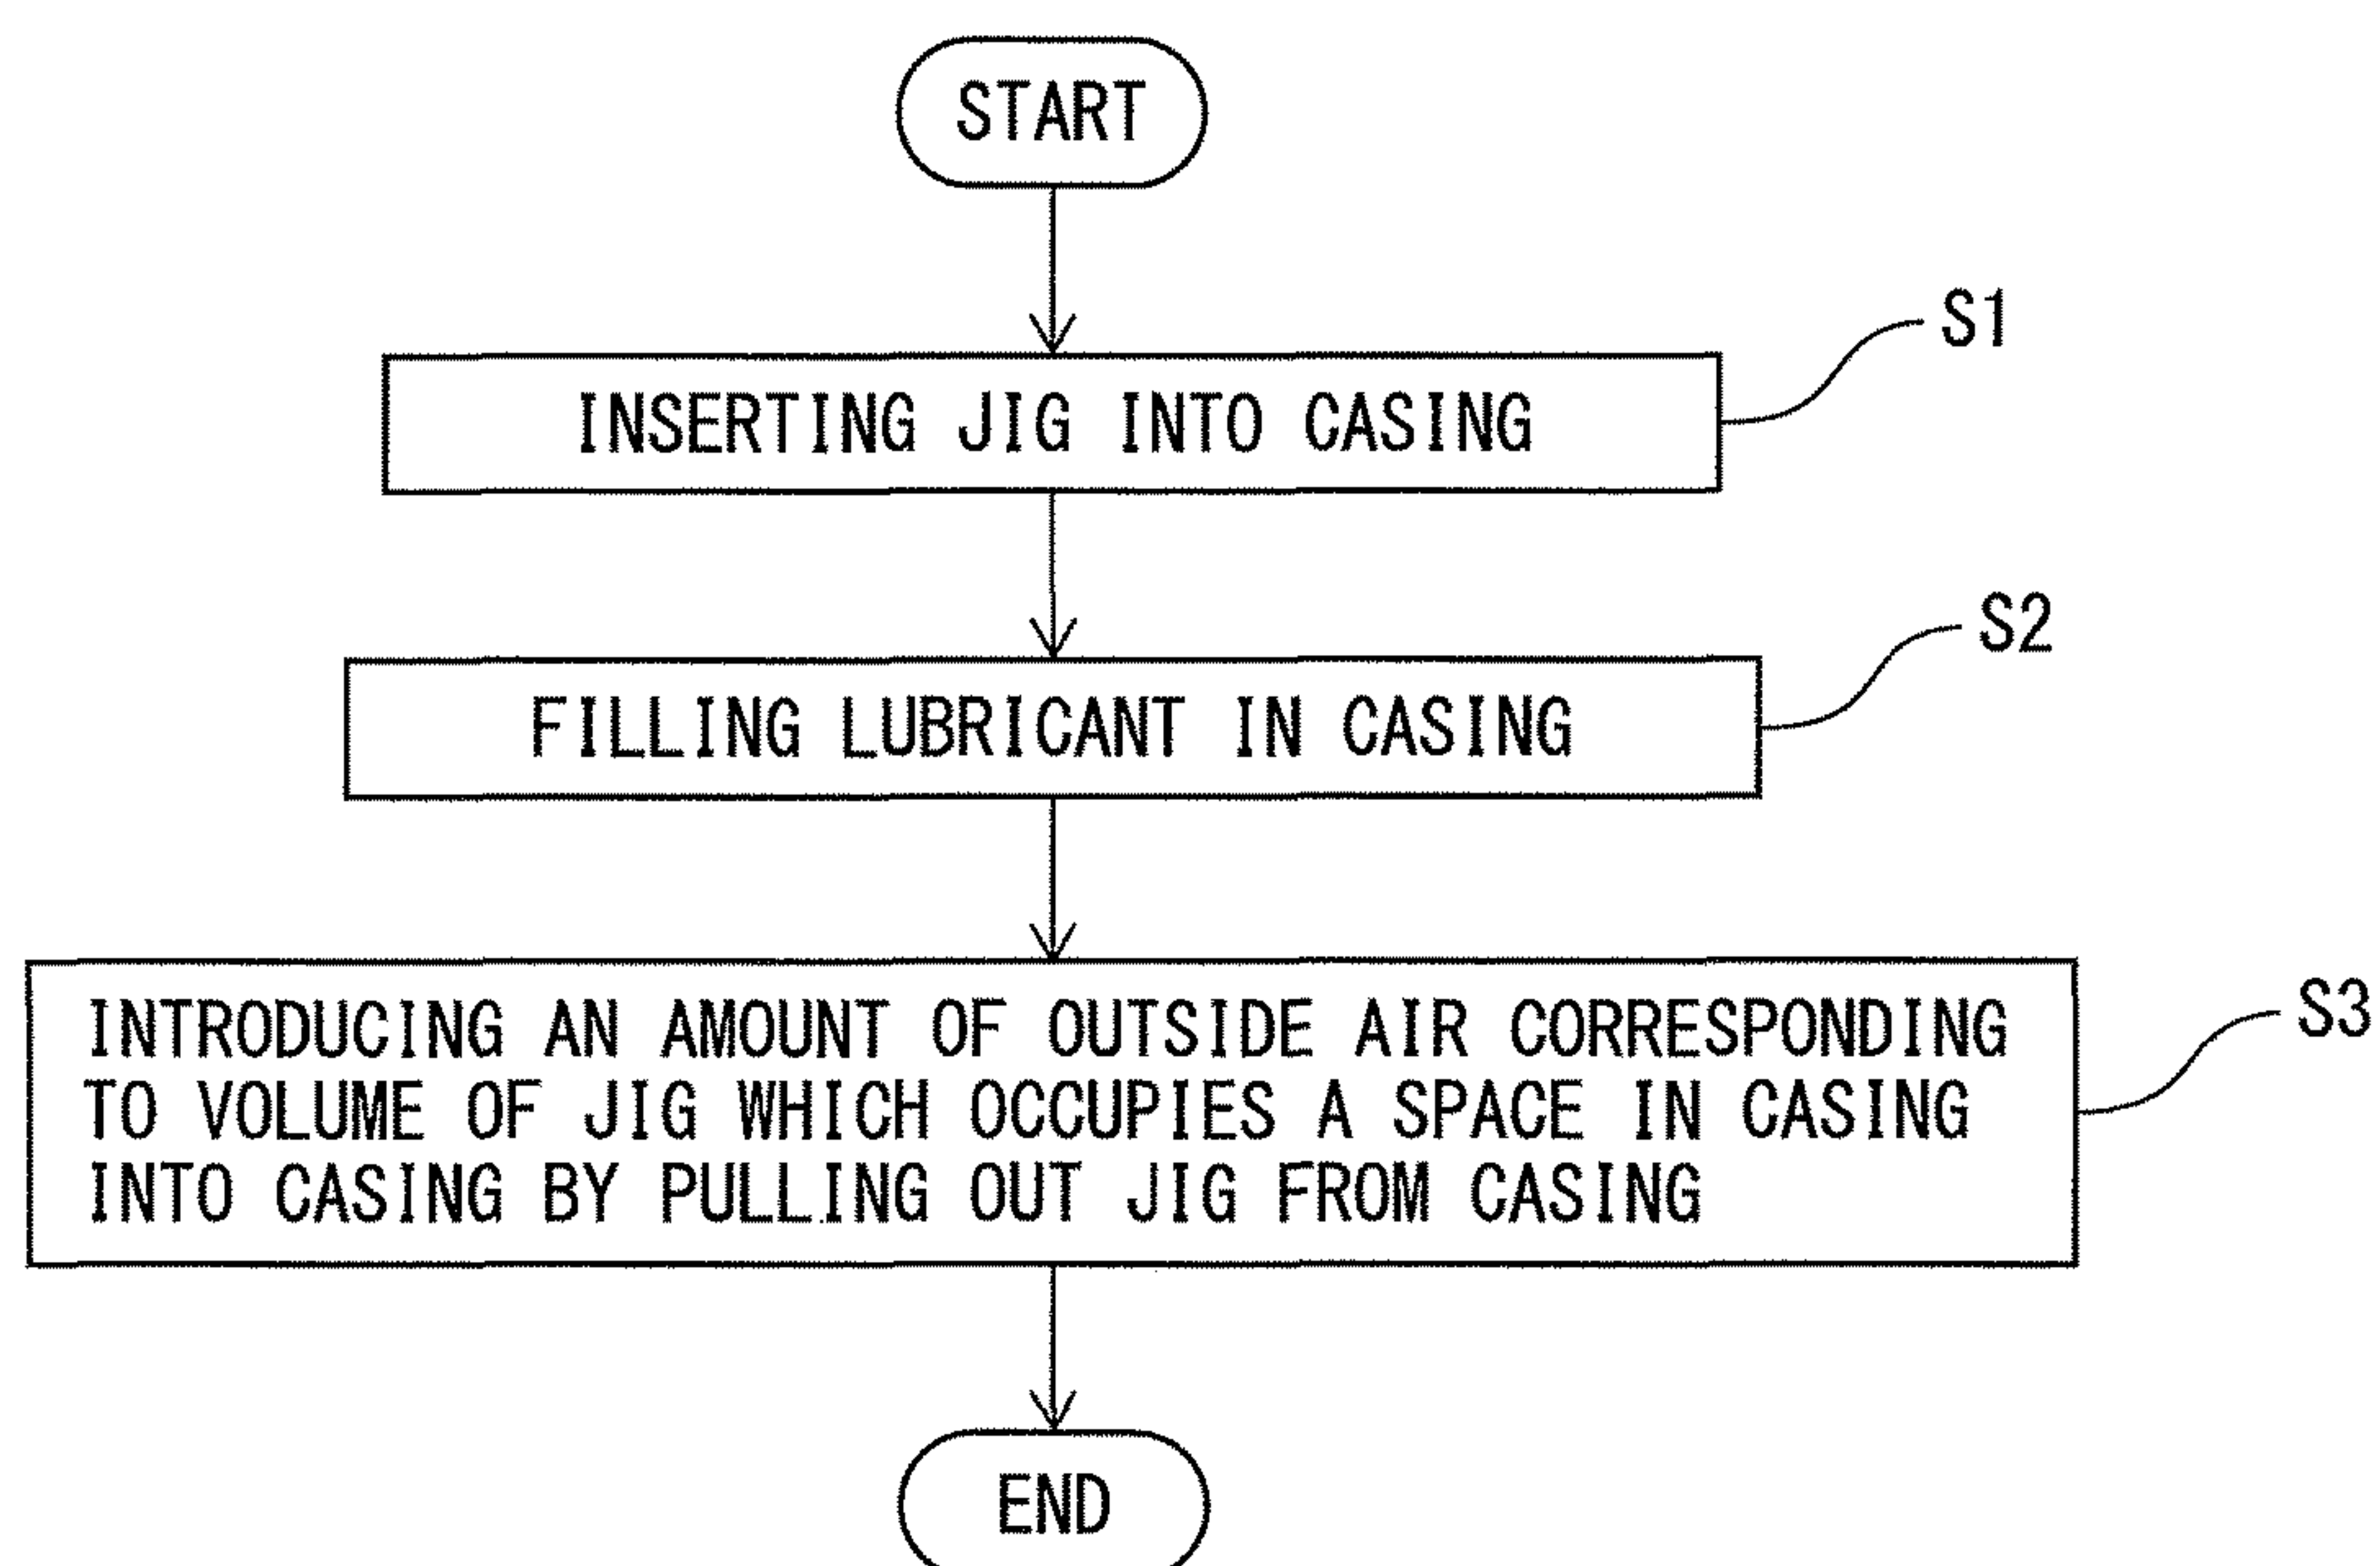 START
S1
INSERTING JIG INTO CASING
S2
FILLING LUBRICANT IN CASING
S3
INTRODUCING AN AMOUNT OF OUTSIDE AIR CORRESPONDING
TO VOLUME OF JIG WHICH OCCUPIES A SPACE IN CASING
INTO CASING BY PULLING OUT JIG FROM CASING
END